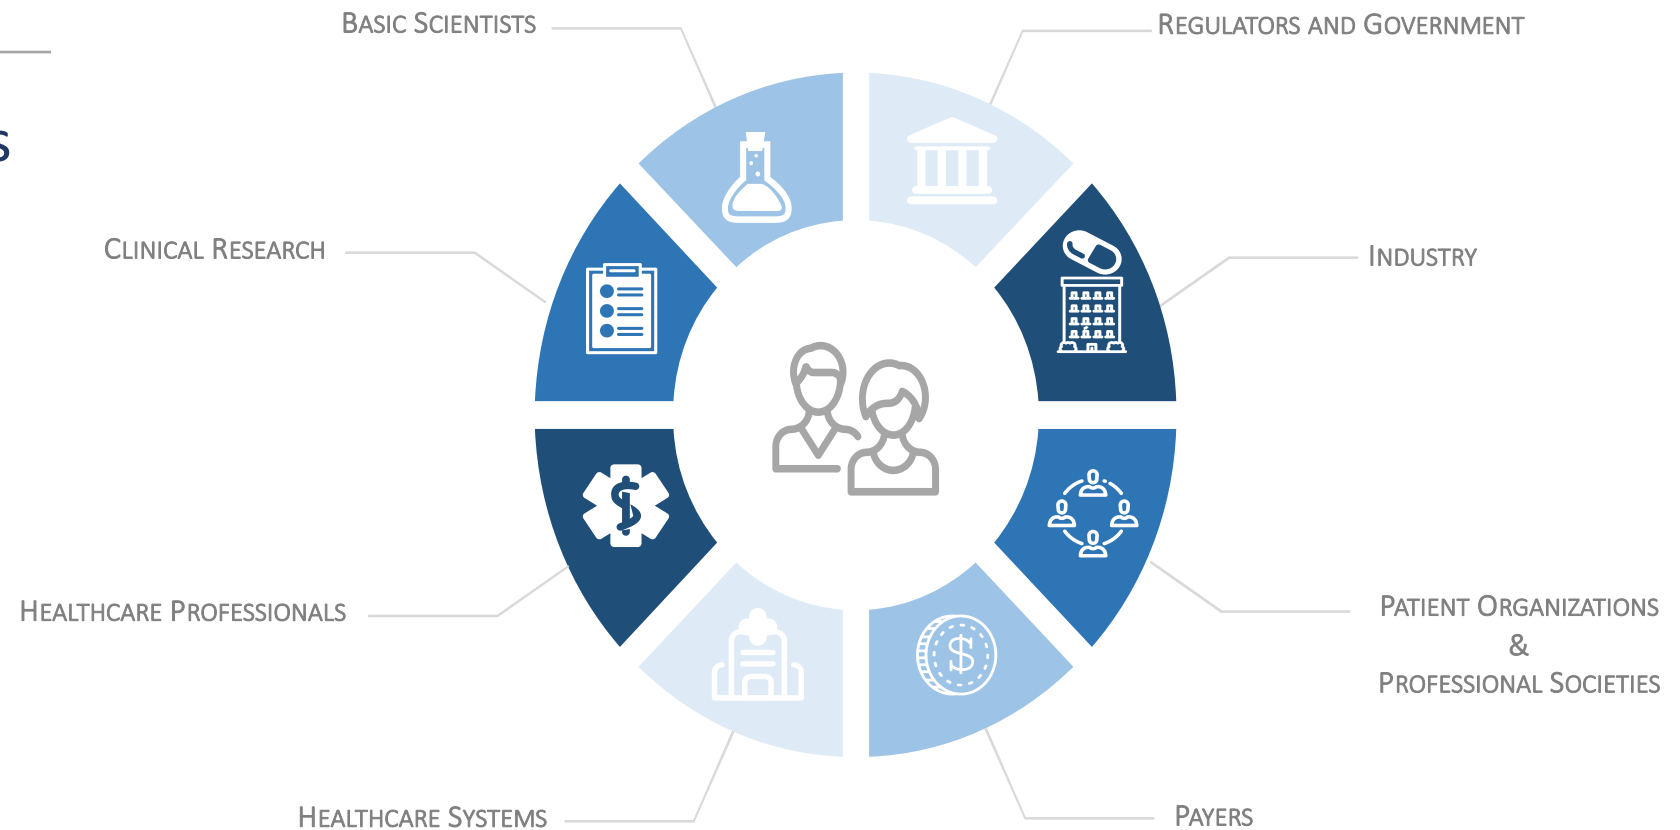 BASIC SCIENTISTS
REGULATORS AND GOVERNMENT
S
CLINICAL RESEARCH
INDUSTRY
$
HEALTHCARE PROFESSIONALS
PATIENT ORGANIZATIONS
&
PROFESSIONAL SOCIETIES
HEALTHCARE SYSTEMS
PAYERS